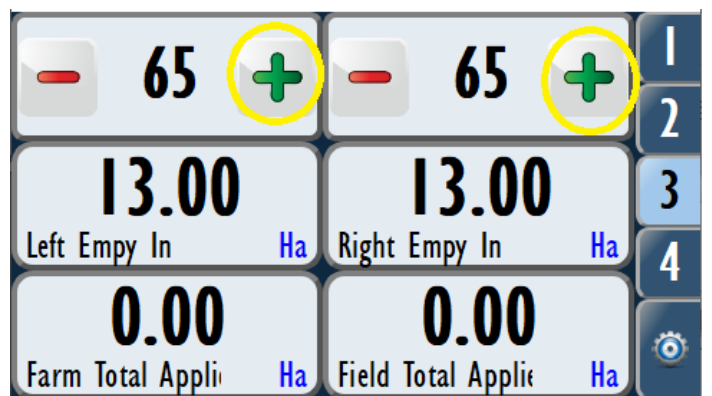 65 65 1
2
13.00 13.00 3
Left Empy In Ha Right Empy In Ha
4
0.00 0.00
Farm Total Appli Ha Field Total Applie Ha